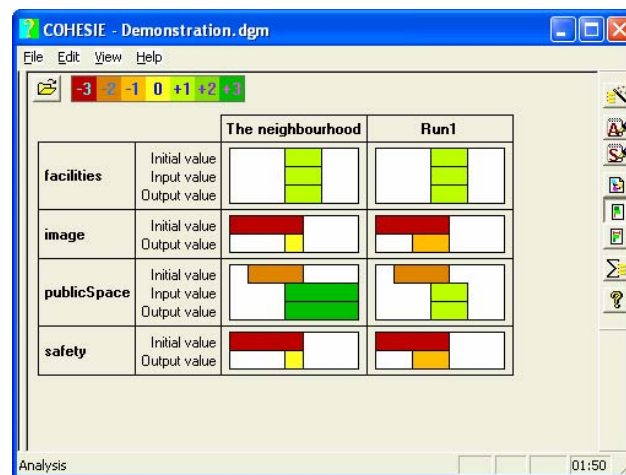 COHESIE - Demonstration.dgm
File Edit View Help
-3 -2 -1 0 +1 +2 +3
The neighbourhood Run1
facilities
Initial value
Input value
Output value
image
Initial value
Output value
publicSpace
Initial value
Input value
Output value
safety
Initial value
Output value
Analysis 01:50